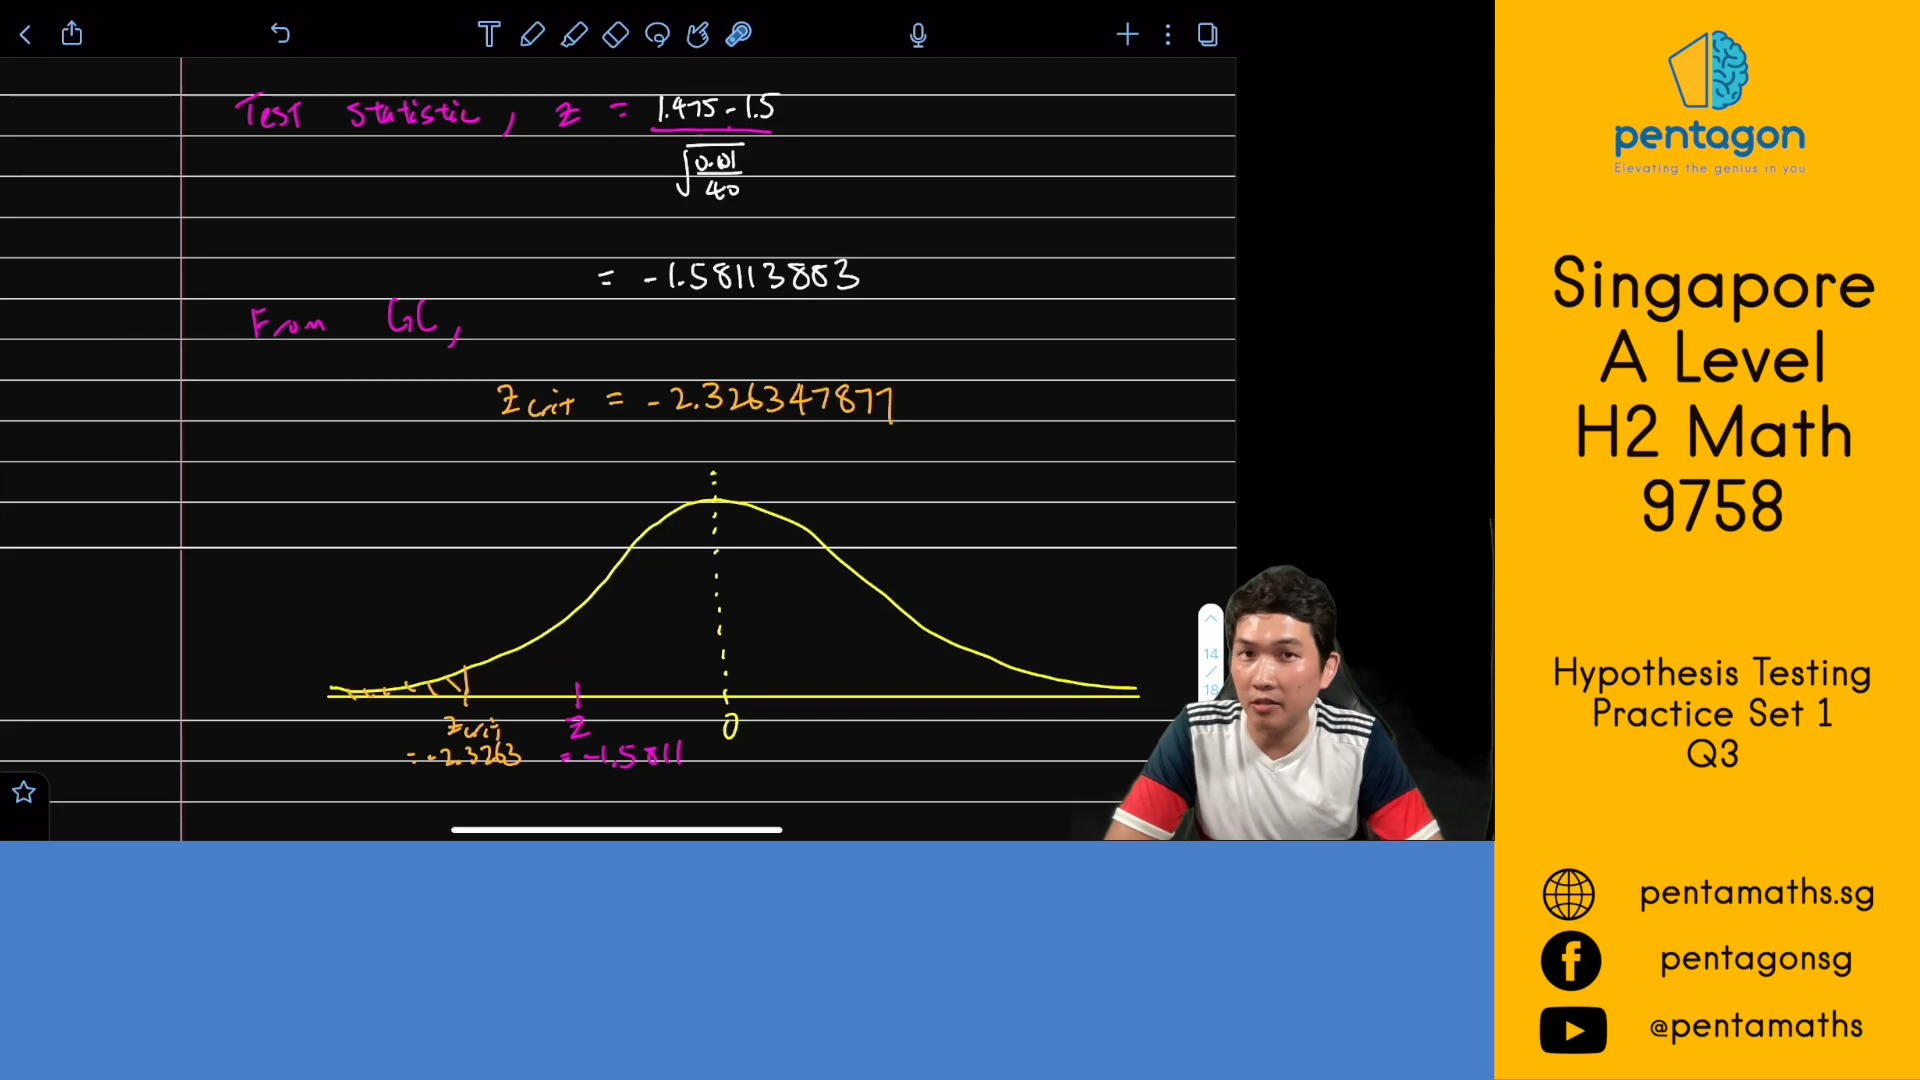 Test statistic, z = 1.475 - 1.5
√ 0.01
40
= -1.58113883
From GC,
z crit = -2.326347877
z crit
= -2.3263
z
= -1.5811
0
14
/
18
pentagon
Elevating the genius in you
Singapore
A Level
H2 Math
9758
Hypothesis Testing
Practice Set 1
Q3
pentamaths.sg
pentagonsg
@pentamaths